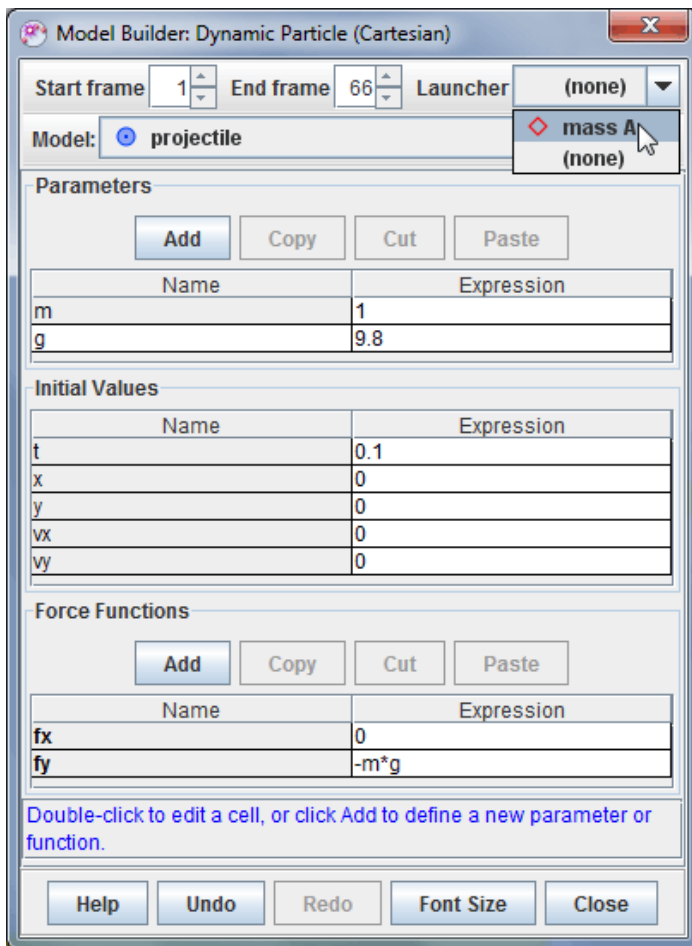 Model Builder: Dynamic Particle (Cartesian)
Start frame 1 End frame 66 Launcher (none)
mass A
Model: projectile
(none)
Parameters
Add Copy Cut Paste
Name Expression
m 1
g 9.8
Initial Values
Name Expression
t 0.1
x 0
y 0
vx 0
vy 0
Force Functions
Add Copy Cut Paste
Name Expression
fx 0
fy -m*g
Double-click to edit a cell, or click Add to define a new parameter or
function.
Help Undo Redo Font Size Close